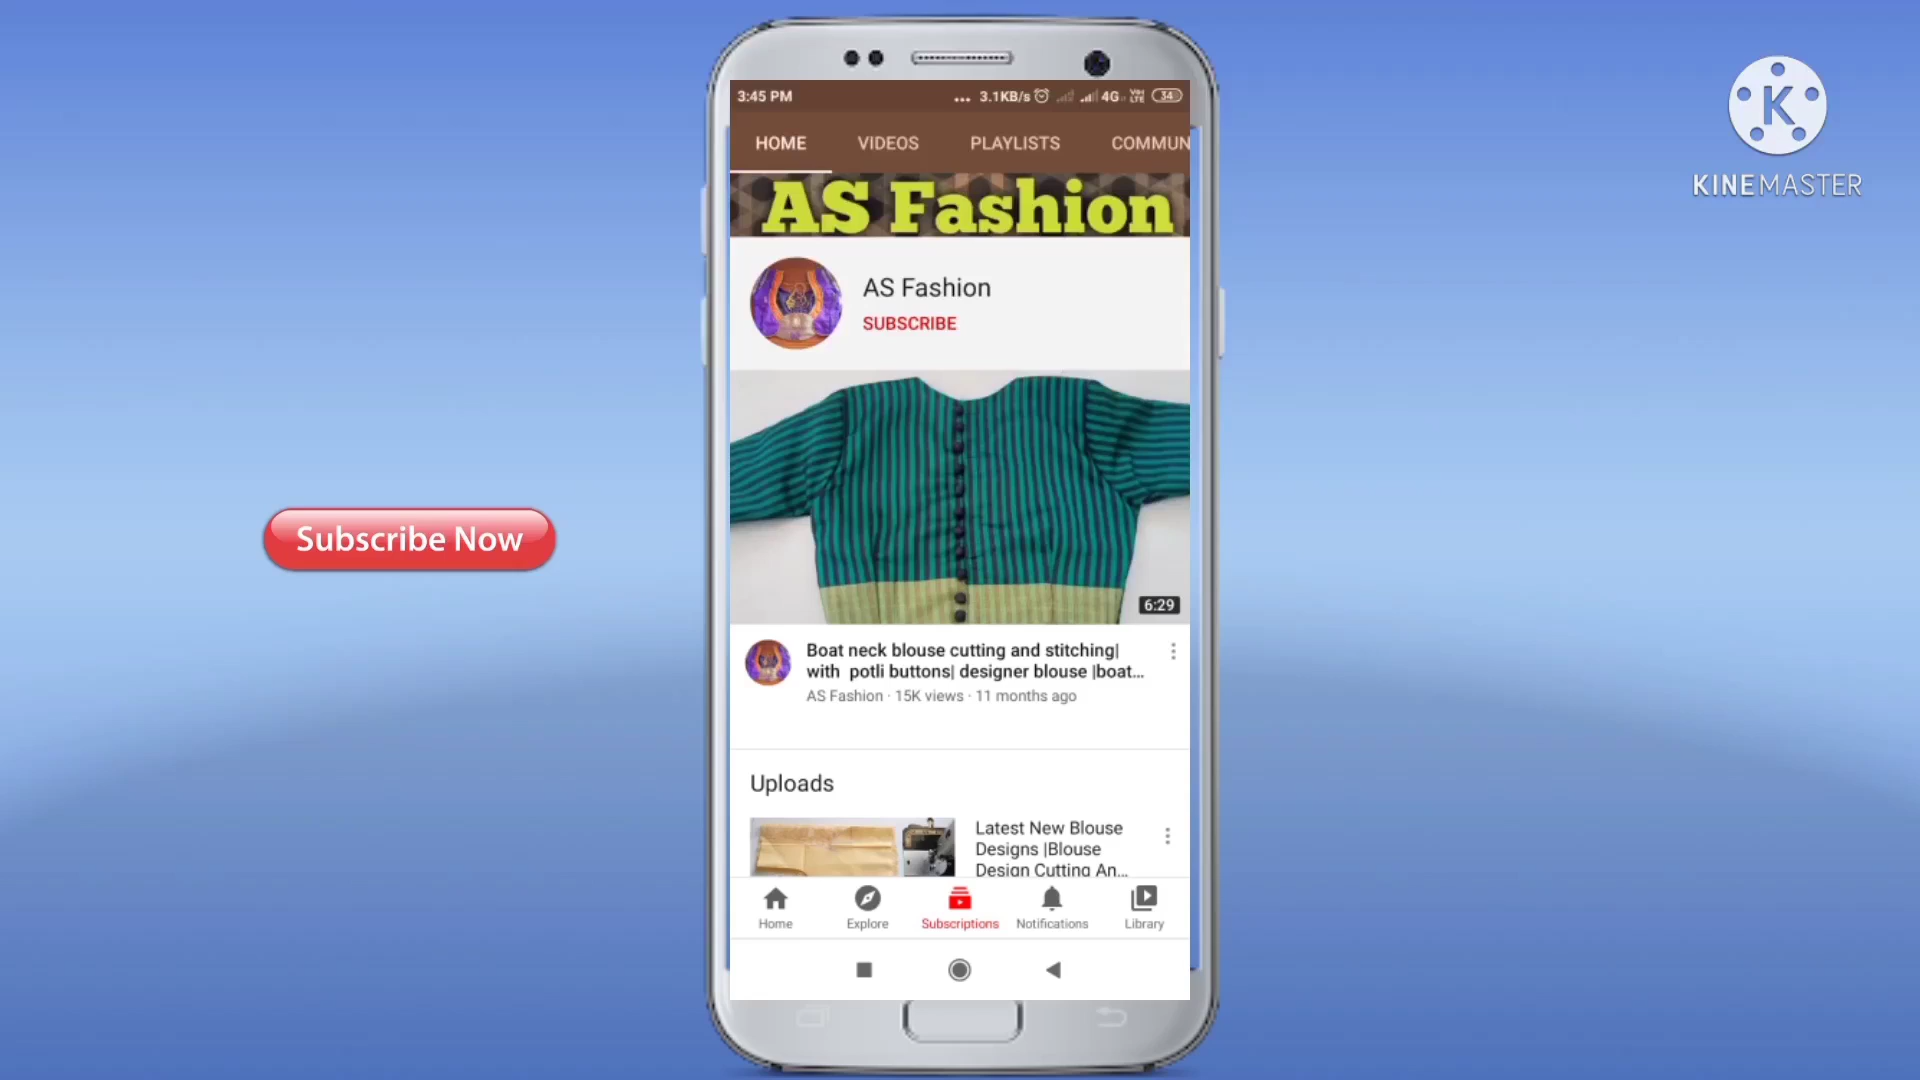 3:45 PM
... 3.1KB/s 4G 34
HOME VIDEOS PLAYLISTS COMMUN
AS Fashion
AS Fashion
SUBSCRIBE
6:29
Boat neck blouse cutting and stitching|
with potli buttons| designer blouse |boat...
AS Fashion · 15K views · 11 months ago
Uploads
Latest New Blouse
Designs |Blouse
Design Cutting An...
Home Explore Subscriptions Notifications Library
Subscribe Now
K
KINEMASTER